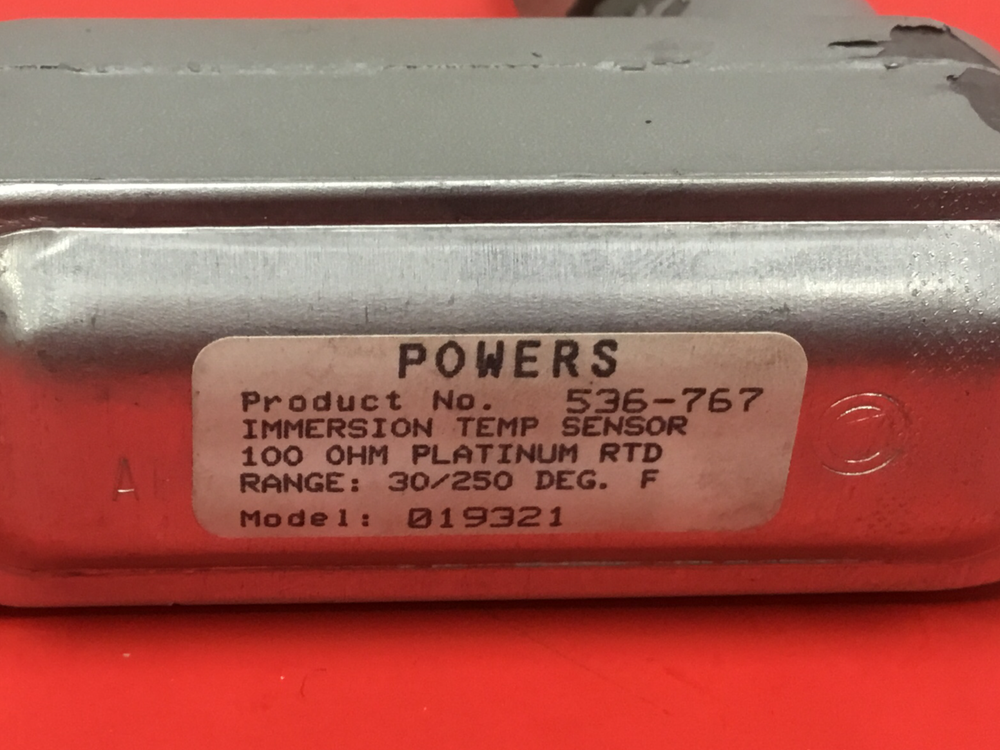 POWERS
Product No. 536-767
IMMERSION TEMP SENSOR
100 OHM PLATINUM RTD
RANGE: 30/250 DEG. F
Model: 019321